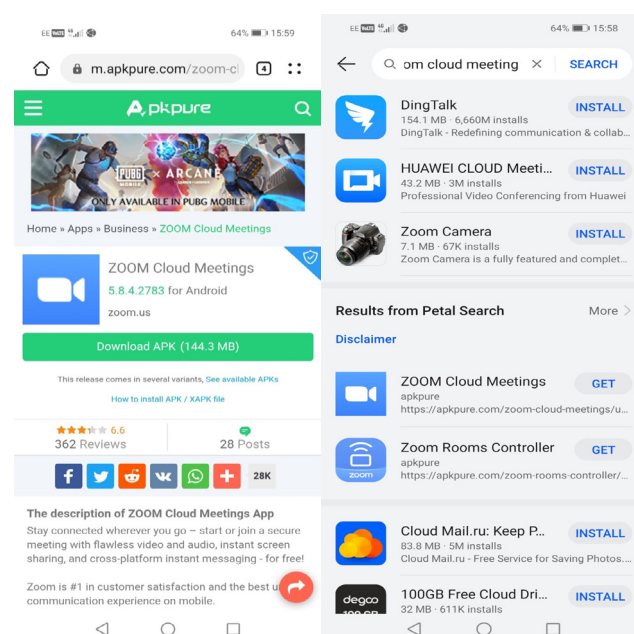 EE 4G 64% 15:59
m.apkpure.com/zoom-cl 4
Apkpure
PUBG MOBILE × ARCANE
ONLY AVAILABLE IN PUBG MOBILE
Home » Apps » Business » ZOOM Cloud Meetings
ZOOM Cloud Meetings
5.8.4.2783 for Android
zoom.us
Download APK (144.3 MB)
This release comes in several variants, See available APKs
How to install APK / XAPK file
6.6
362 Reviews
28 Posts
28K
The description of ZOOM Cloud Meetings App
Stay connected wherever you go – start or join a secure
meeting with flawless video and audio, instant screen
sharing, and cross-platform instant messaging - for free!
Zoom is #1 in customer satisfaction and the best u
communication experience on mobile.
EE 4G 64% 15:58
om cloud meeting × SEARCH
DingTalk
154.1 MB · 6,660M installs
DingTalk - Redefining communication & collab...
INSTALL
HUAWEI CLOUD Meeti...
43.2 MB · 3M installs
Professional Video Conferencing from Huawei
INSTALL
Zoom Camera
7.1 MB · 67K installs
Zoom Camera is a fully featured and complet...
INSTALL
Results from Petal Search
More
Disclaimer
ZOOM Cloud Meetings
apkpure
https://apkpure.com/zoom-cloud-meetings/u...
GET
zoom
Zoom Rooms Controller
apkpure
https://apkpure.com/zoom-rooms-controller/...
GET
Cloud Mail.ru: Keep P...
83.8 MB · 5M installs
Cloud Mail.ru - Free Service for Saving Photos....
INSTALL
degoo
100 GB
100GB Free Cloud Dri...
32 MB · 611K installs
INSTALL